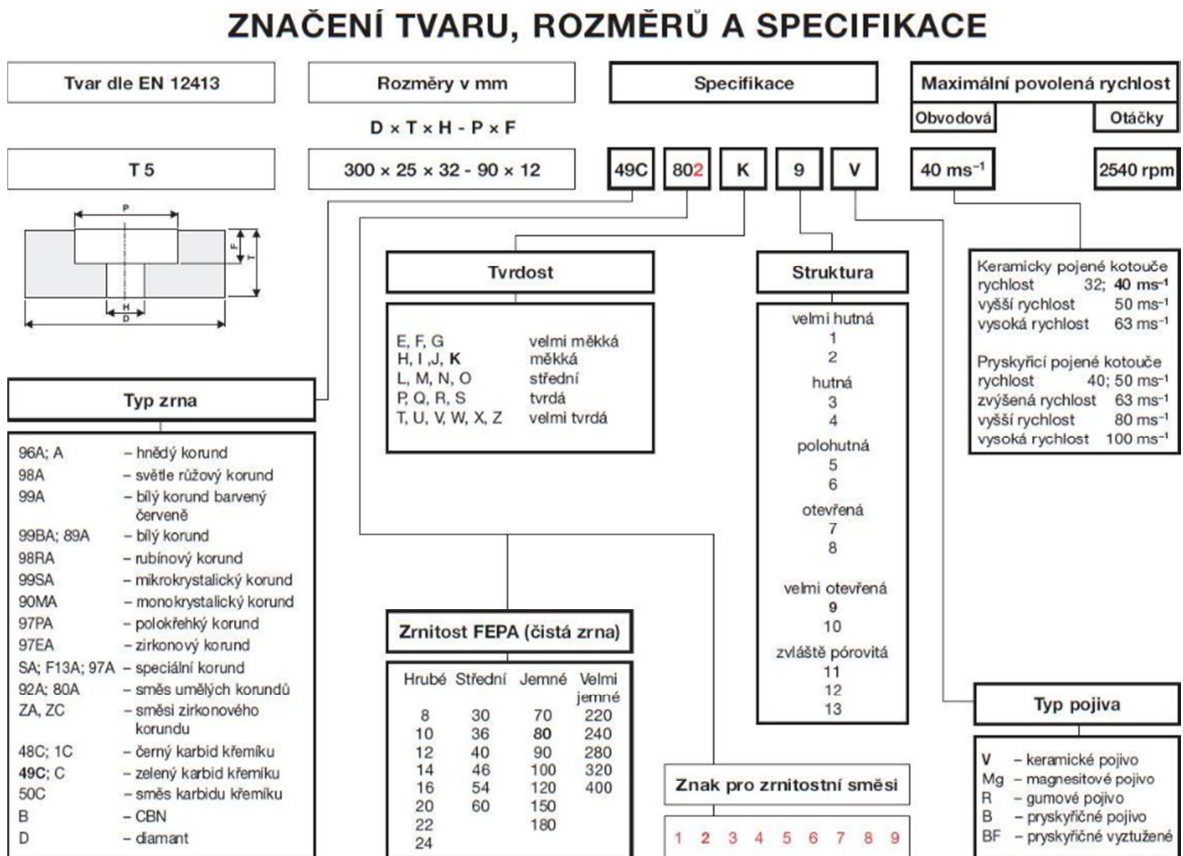 ZNAČENÍ TVARU, ROZMĚRŮ A SPECIFIKACE
Tvar dle EN 12413
Rozměry v mm
Specifikace
Maximální povolená rychlost
Obvodová
Otáčky
D × T × H - P × F
T 5
300 × 25 × 32 - 90 × 12
49C
802
K
9
V
40 ms⁻¹
2540 rpm
P
F
T
H
D
Tvrdost
E, F, G velmi měkká
H, I ,J, K měkká
L, M, N, O střední
P, Q, R, S tvrdá
T, U, V, W, X, Z velmi tvrdá
Struktura
velmi hutná
1
2
hutná
3
4
polohutná
5
6
otevřená
7
8
velmi otevřená
9
10
zvláště pórovitá
11
12
13
Keramicky pojené kotouče
rychlost 32; 40 ms⁻¹
vyšší rychlost 50 ms⁻¹
vysoká rychlost 63 ms⁻¹
Pryskyřicí pojené kotouče
rychlost 40; 50 ms⁻¹
zvýšená rychlost 63 ms⁻¹
vyšší rychlost 80 ms⁻¹
vysoká rychlost 100 ms⁻¹
Typ zrna
96A; A – hnědý korund
98A – světle růžový korund
99A – bílý korund barvený
červeně
99BA; 89A – bílý korund
98RA – rubínový korund
99SA – mikrokrystalický korund
90MA – monokrystalický korund
97PA – polokřehký korund
97EA – zirkonový korund
SA; F13A; 97A – speciální korund
92A; 80A – směs umělých korundů
ZA, ZC – směsi zirkonového
korundu
48C; 1C – černý karbid křemíku
49C; C – zelený karbid křemíku
50C – směs karbidu křemíku
B – CBN
D – diamant
Zrnitost FEPA (čistá zrna)
Hrubé Střední Jemné Velmi
jemné
8 30 70 220
10 36 80 240
12 40 90 280
14 46 100 320
16 54 120 400
20 60 150
22 180
24
Znak pro zrnitostní směsi
1 2 3 4 5 6 7 8 9
Typ pojiva
V – keramické pojivo
Mg – magnesitové pojivo
R – gumové pojivo
B – pryskyřičné pojivo
BF – pryskyřičné vyztužené